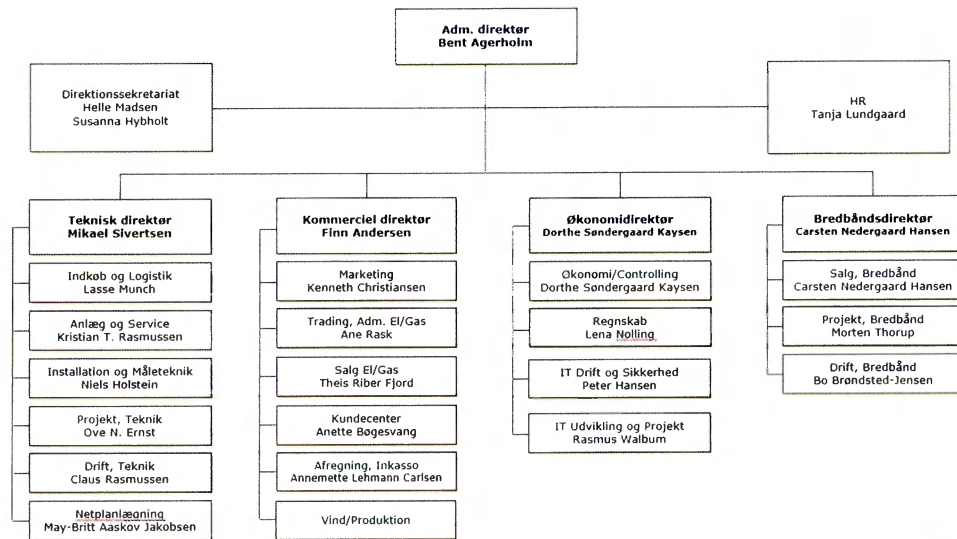 Adm. direktør
Bent Agerholm
Direktionssekretariat
Helle Madsen
Susanna Hybholt
HR
Tanja Lundgaard
Teknisk direktør
Mikael Sivertsen
Indkøb og Logistik
Lasse Munch
Anlæg og Service
Kristian T. Rasmussen
Installation og Måleteknik
Niels Holstein
Projekt, Teknik
Ove N. Ernst
Drift, Teknik
Claus Rasmussen
Netplanlægning
May-Britt Aaskov Jakobsen
Kommerciel direktør
Finn Andersen
Marketing
Kenneth Christiansen
Trading, Adm. El/Gas
Ane Rask
Salg El/Gas
Theis Riber Fjord
Kundecenter
Anette Bøgesvang
Afregning, Inkasso
Annemette Lehmann Carlsen
Vind/Produktion
Økonomidirektør
Dorthe Søndergaard Kaysen
Økonomi/Controlling
Dorthe Søndergaard Kaysen
Regnskab
Lena Nolling
IT Drift og Sikkerhed
Peter Hansen
IT Udvikling og Projekt
Rasmus Walbum
Bredbåndsdirektør
Carsten Nedergaard Hansen
Salg, Bredbånd
Carsten Nedergaard Hansen
Projekt, Bredbånd
Morten Thorup
Drift, Bredbånd
Bo Brøndsted-Jensen